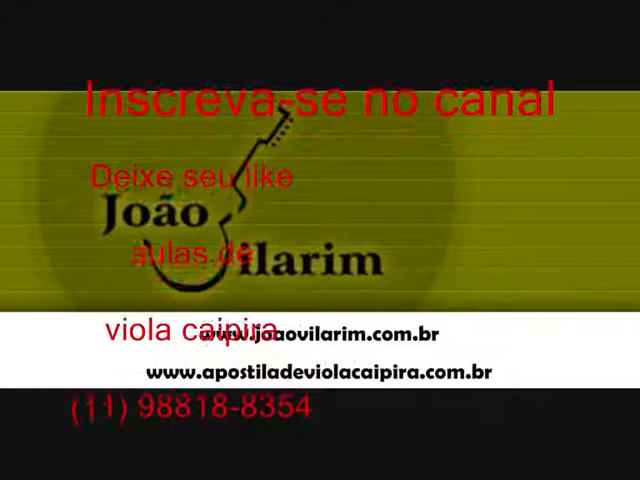 Inscreva-se no canal
Deixe seu like
João
aulas de
ilarim
viola caipira
www.joaovilarim.com.br
www.apostiladeviolacaipira.com.br
(11) 98818-8354